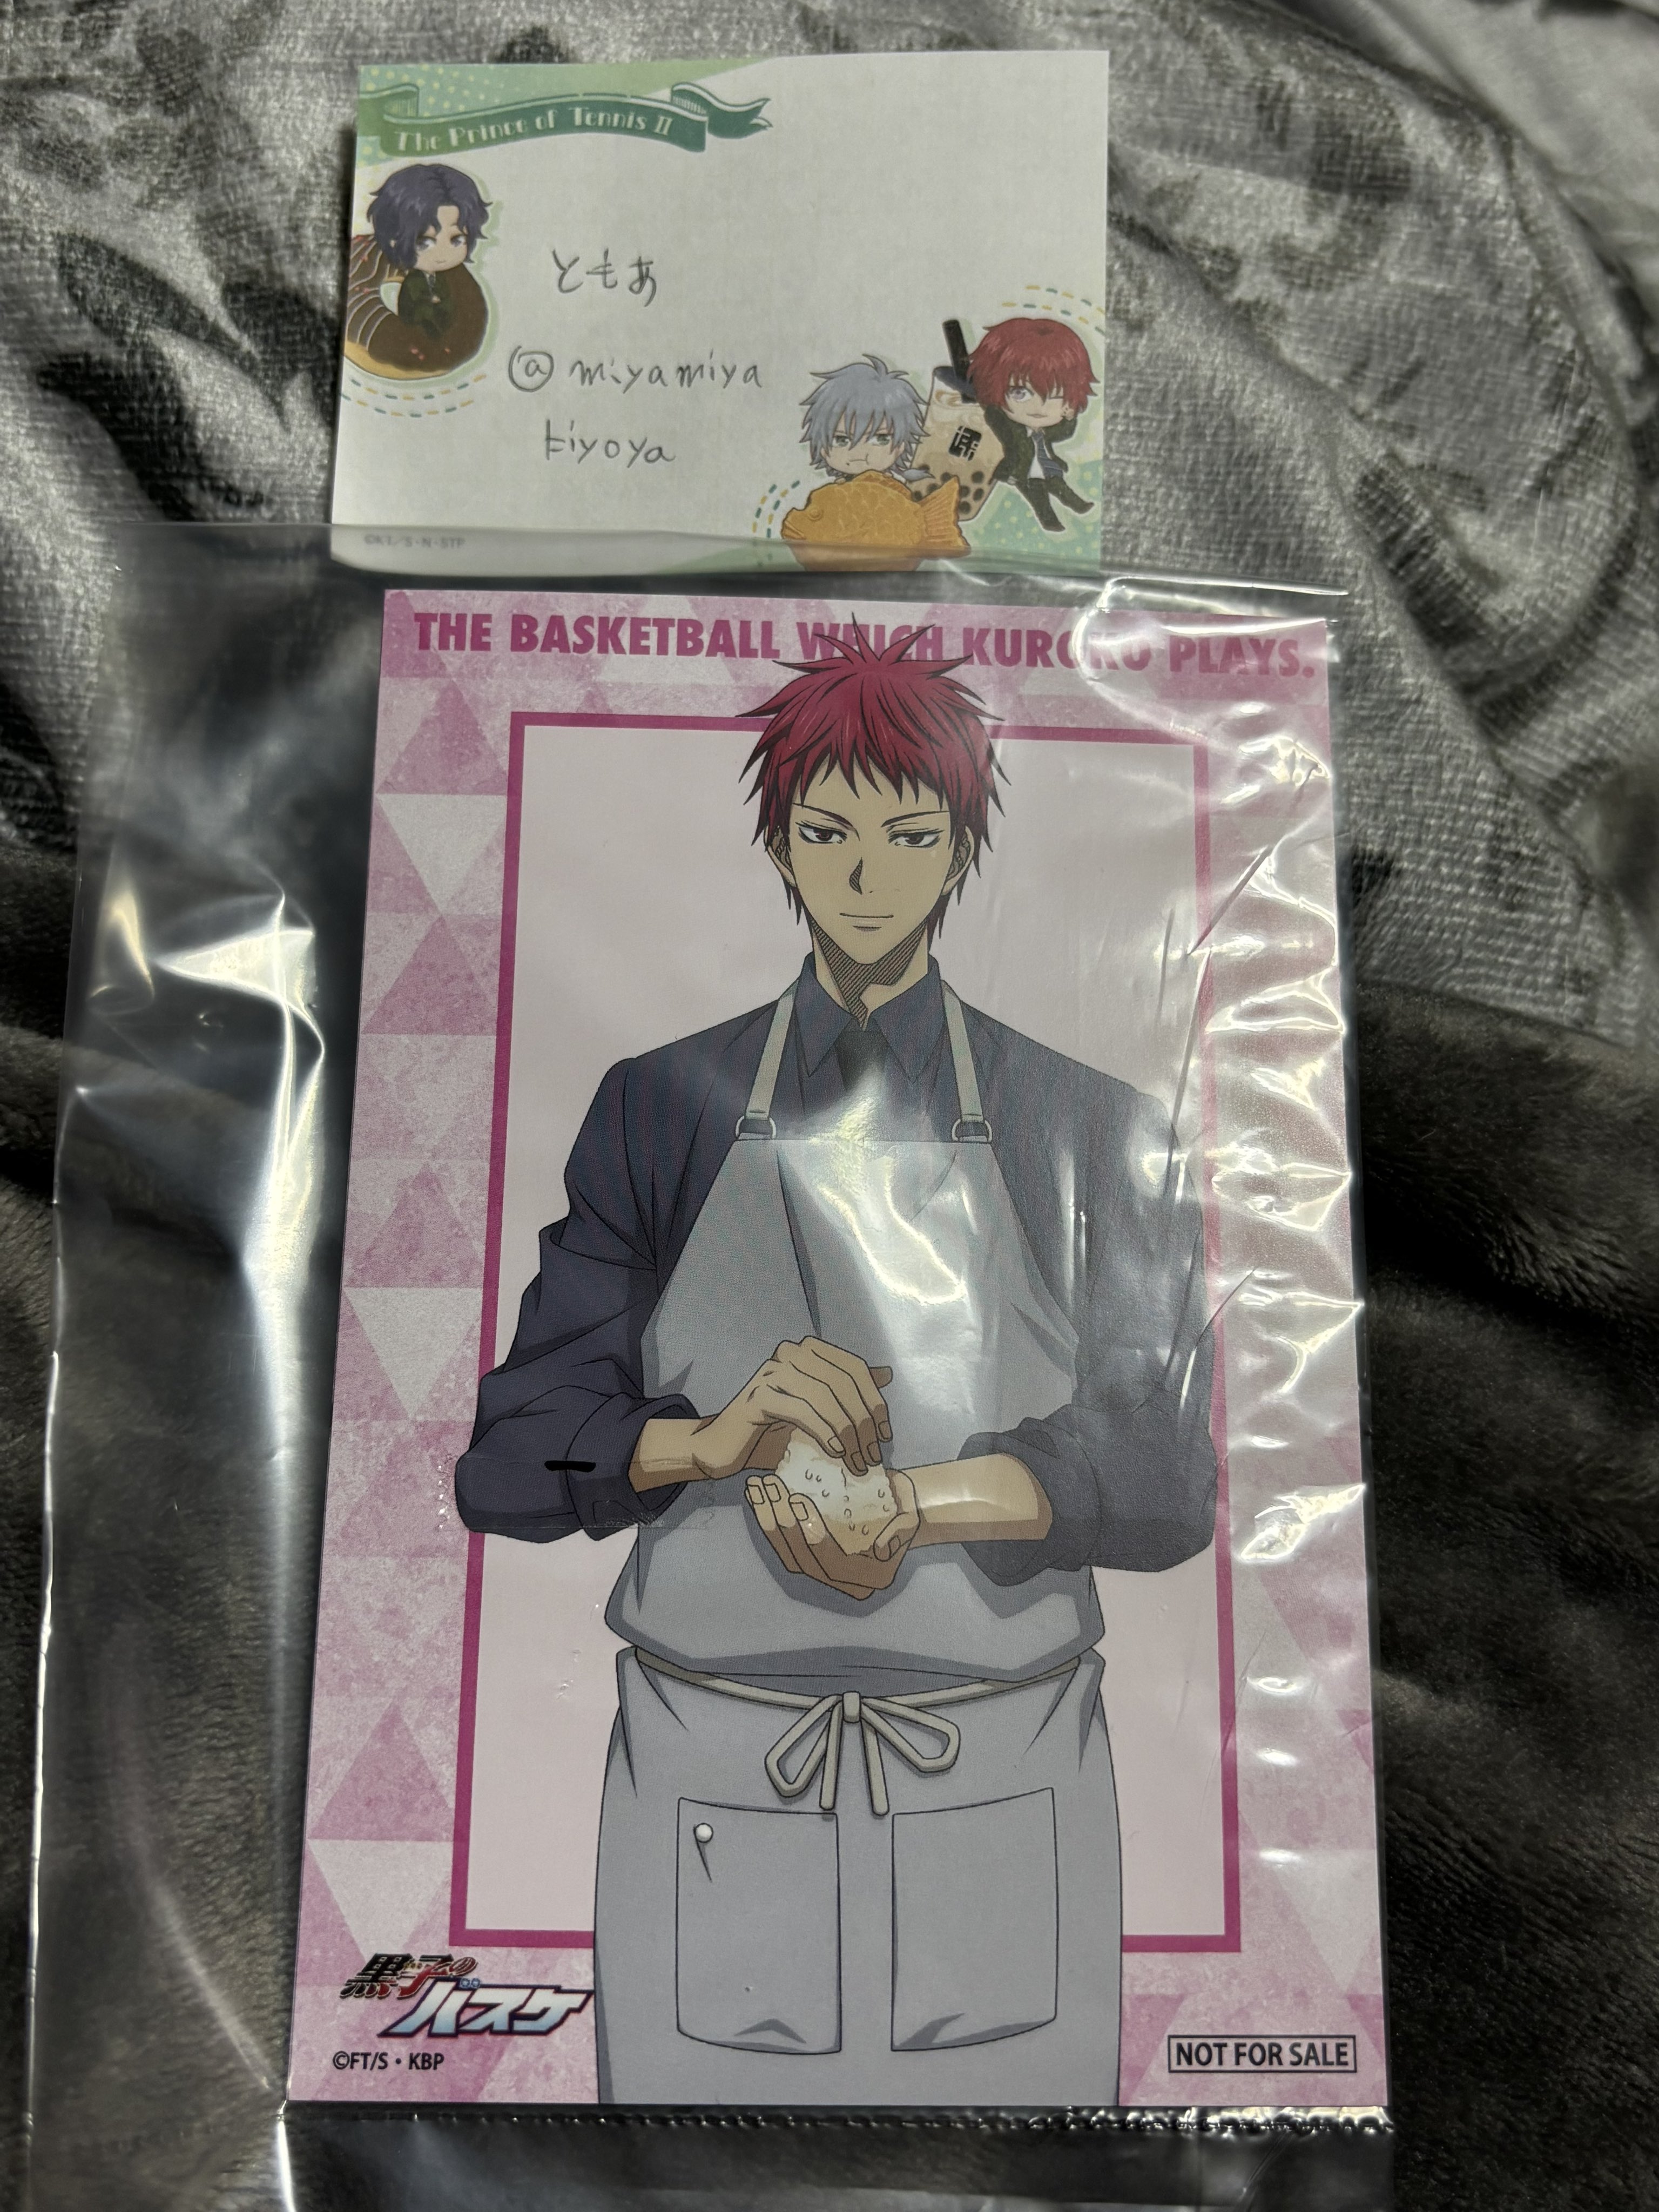 The Prince of Tennis II
ともあ
@miyamiya
kiyoya
©KT/S・N・STP
THE BASKETBALL WHICH KUROKO PLAYS.
黒子の
バスケ
©FT/S・KBP
NOT FOR SALE